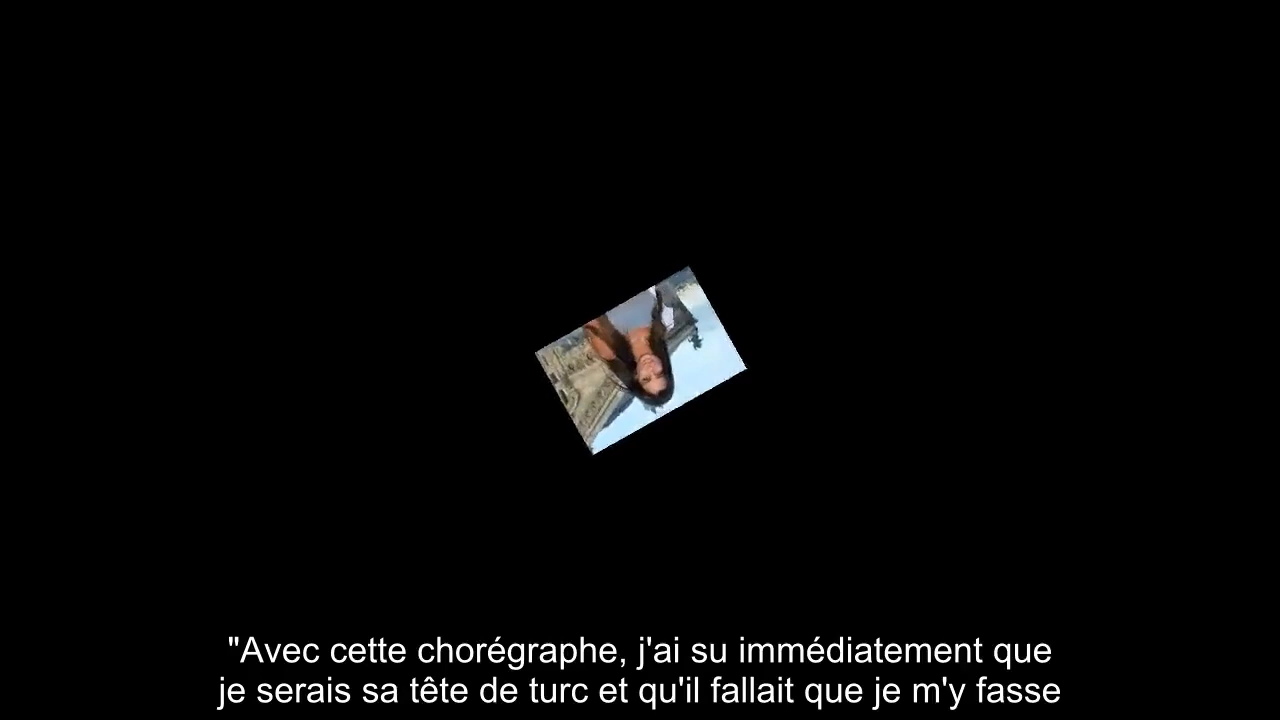 "Avec cette chorégraphe, j'ai su immédiatement que
je serais sa tête de turc et qu'il fallait que je m'y fasse